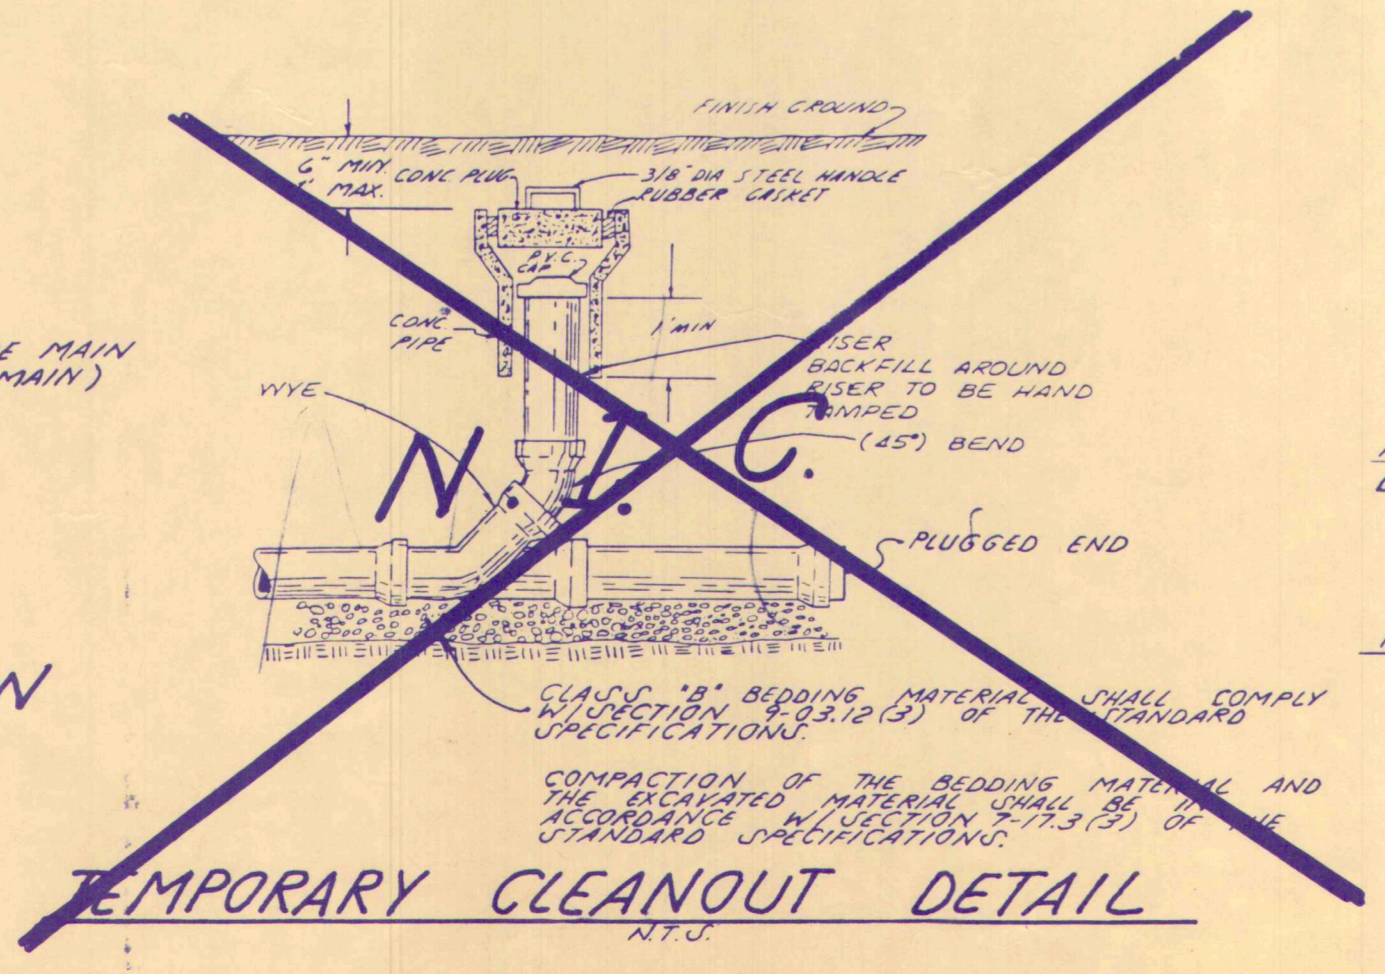 FINISH GROUND
6" MIN.
MAX.
CONC. PLUG
3/8" DIA STEEL HANDLE
RUBBER GASKET
P.V.C.
CAP
CONC.
PIPE
1' MIN
E MAIN
MAIN)
WYE
RISER
BACKFILL AROUND
RISER TO BE HAND
TAMPED
(45°) BEND
N.I.C.
PLUGGED END
N
CLASS "B" BEDDING MATERIAL SHALL COMPLY
W/SECTION 9-03.12(3) OF THE STANDARD
SPECIFICATIONS.
COMPACTION OF THE BEDDING MATERIAL AND
THE EXCAVATED MATERIAL SHALL BE IN
ACCORDANCE W/SECTION 7-17.3(3) OF THE
STANDARD SPECIFICATIONS.
TEMPORARY CLEANOUT DETAIL
N.T.S.